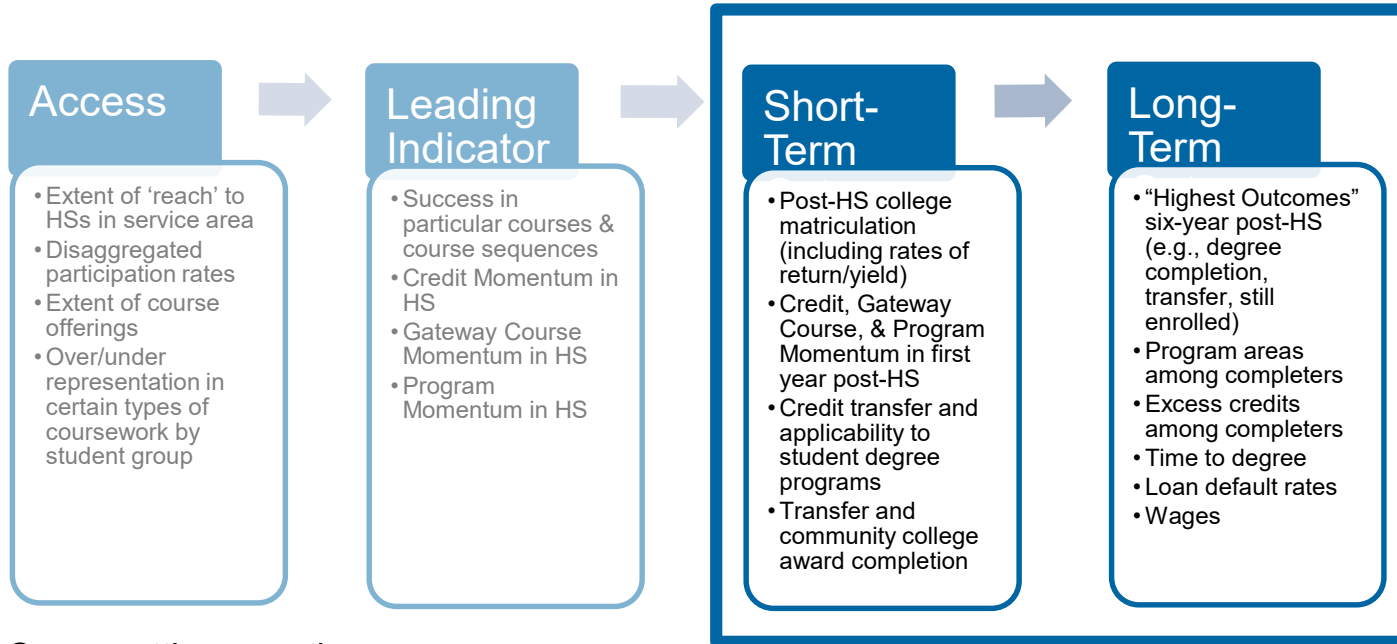 Access
• Extent of ‘reach’ to
HSs in service area
• Disaggregated
participation rates
• Extent of course
offerings
• Over/under
representation in
certain types of
coursework by
student group
Leading
Indicator
• Success in
particular courses &
course sequences
• Credit Momentum in
HS
• Gateway Course
Momentum in HS
• Program
Momentum in HS
Short-
Term
• Post-HS college
matriculation
(including rates of
return/yield)
• Credit, Gateway
Course, & Program
Momentum in first
year post-HS
• Credit transfer and
applicability to
student degree
programs
• Transfer and
community college
award completion
Long-
Term
• “Highest Outcomes”
six-year post-HS
(e.g., degree
completion,
transfer, still
enrolled)
• Program areas
among completers
• Excess credits
among completers
• Time to degree
• Loan default rates
• Wages